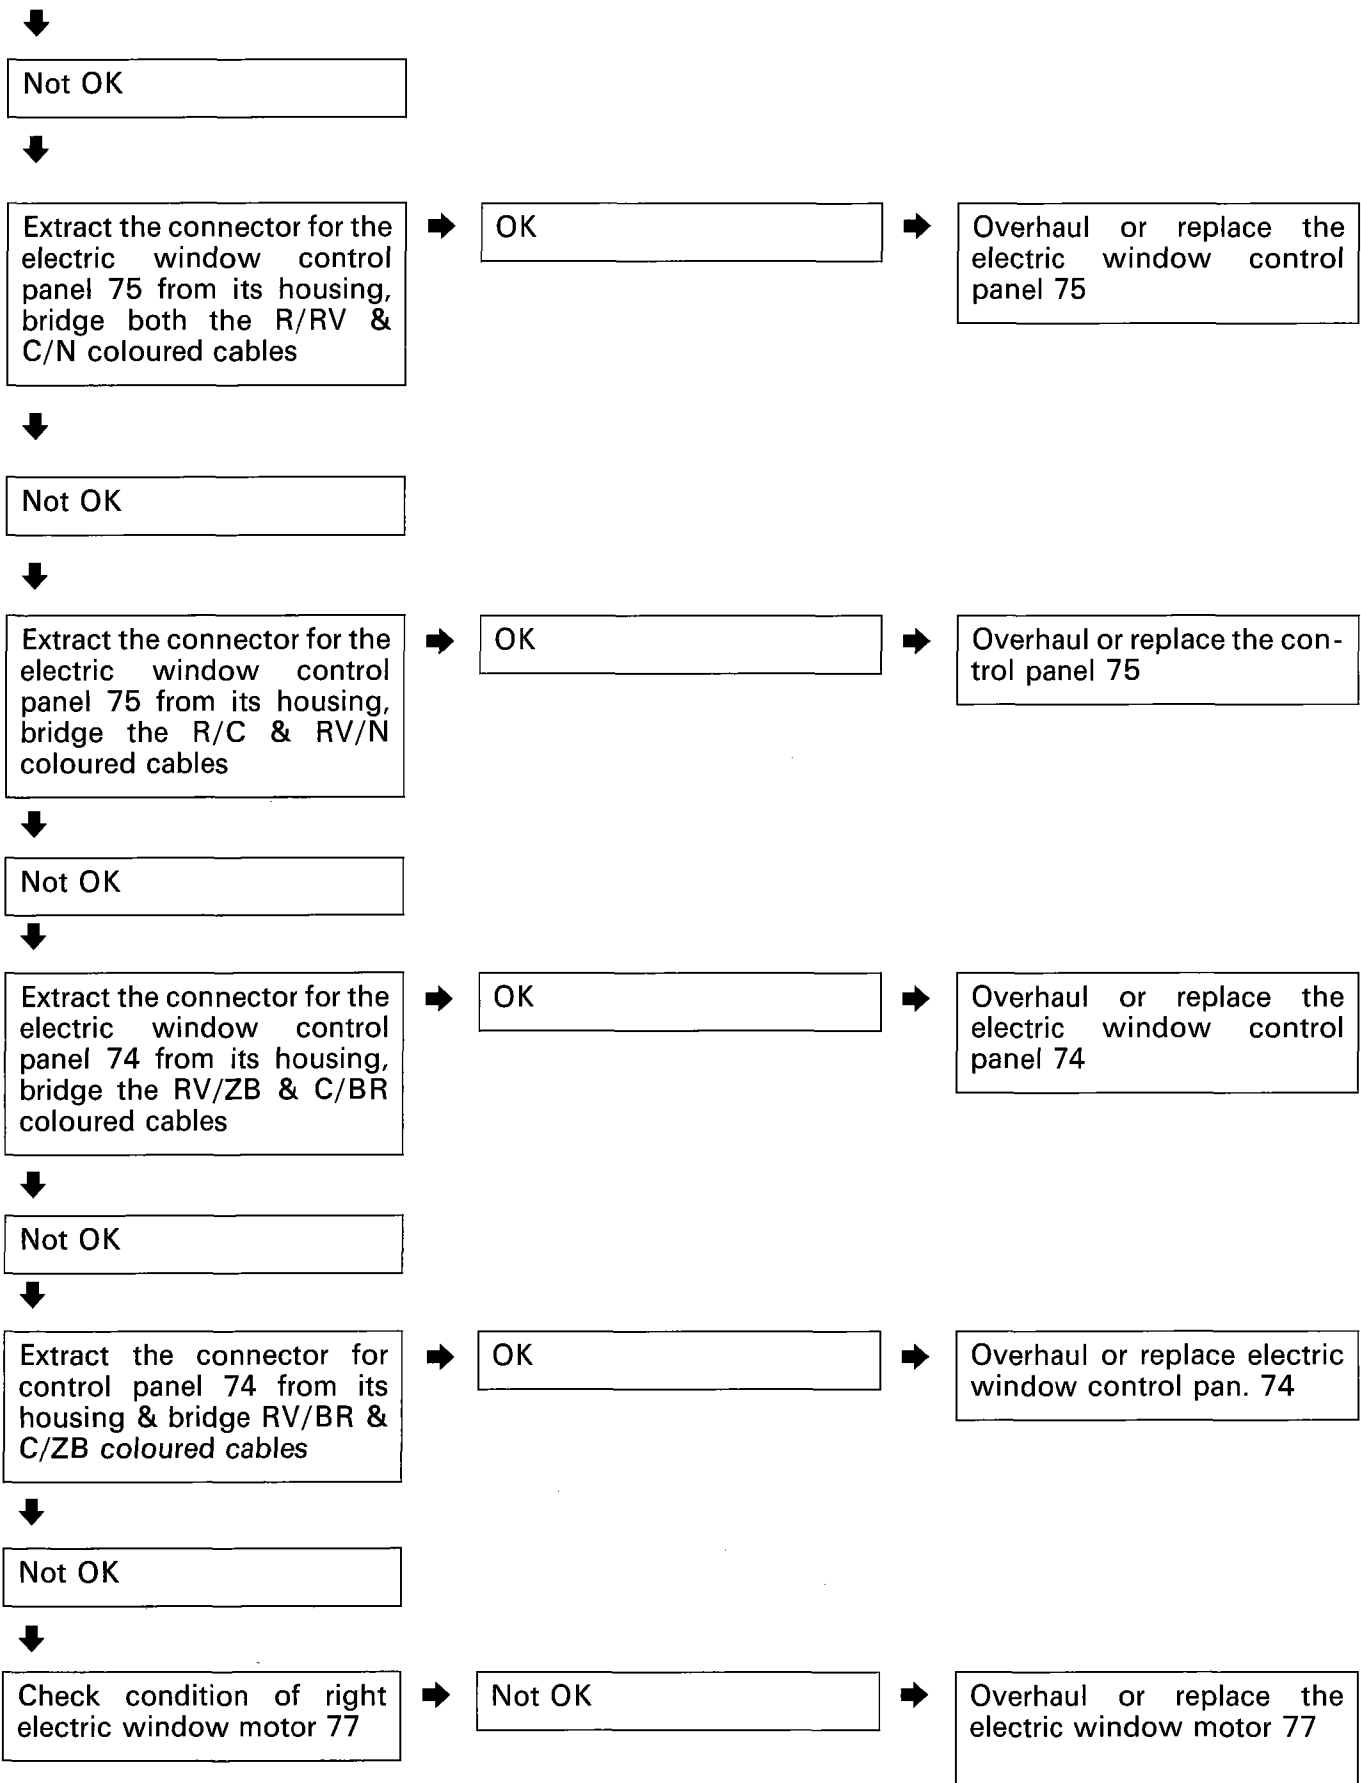 Not OK
Extract the connector for the
electric window control
panel 75 from its housing,
bridge both the R/RV &
C/N coloured cables
OK
Overhaul or replace the
electric window control
panel 75
Not OK
Extract the connector for the
electric window control
panel 75 from its housing,
bridge the R/C & RV/N
coloured cables
OK
Overhaul or replace the con-
trol panel 75
Not OK
Extract the connector for the
electric window control
panel 74 from its housing,
bridge the RV/ZB & C/BR
coloured cables
OK
Overhaul or replace the
electric window control
panel 74
Not OK
Extract the connector for
control panel 74 from its
housing & bridge RV/BR &
C/ZB coloured cables
OK
Overhaul or replace electric
window control pan. 74
Not OK
Check condition of right
electric window motor 77
Not OK
Overhaul or replace the
electric window motor 77